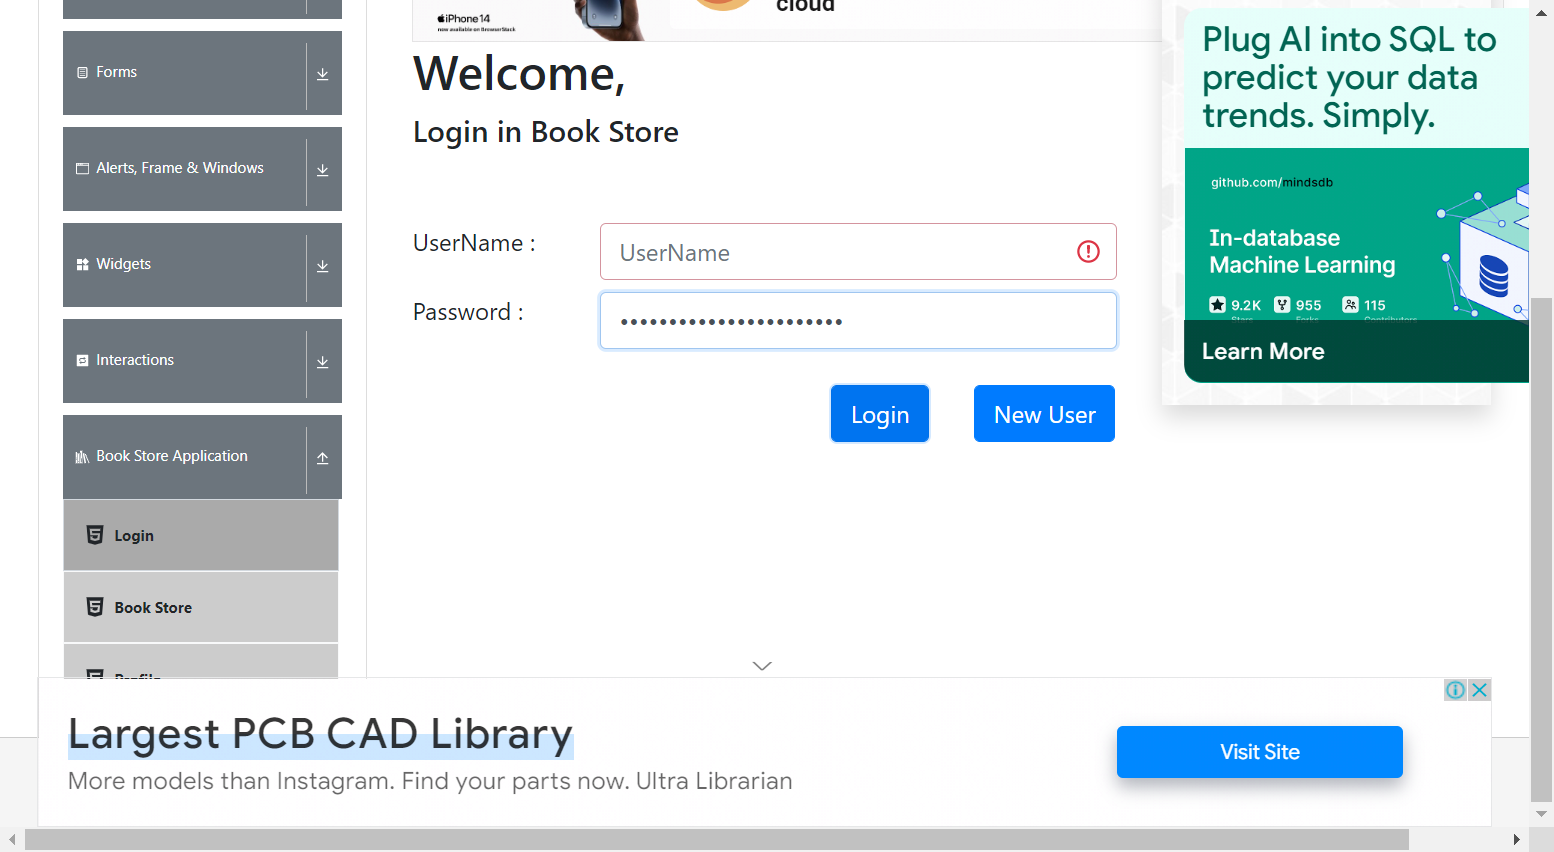 Forms
Alerts, Frame & Windows
Widgets
Interactions
Book Store Application
Login
Book Store
iPhone 14
now available on BrowserStack
cloud
Welcome,
Login in Book Store
UserName :
UserName
Password :
•••••••••••••••••••••••
Login
New User
Plug AI into SQL to
predict your data
trends. Simply.
github.com/mindsdb
In-database
Machine Learning
9.2K 955 115
Stars Forks Contributors
Learn More
Largest PCB CAD Library
More models than Instagram. Find your parts now. Ultra Librarian
Visit Site